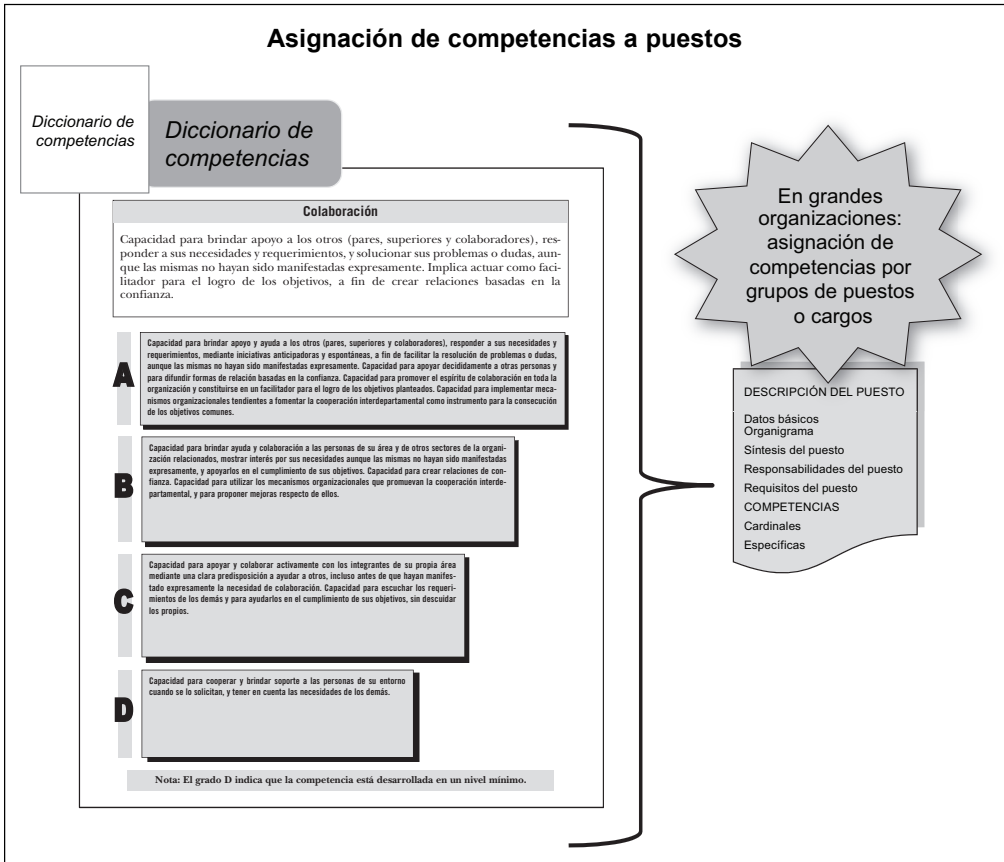 Asignación de competencias a puestos
Diccionario de
competencias
Diccionario de
competencias
Colaboración
Capacidad para brindar apoyo a los otros (pares, superiores y colaboradores), res-
ponder a sus necesidades y requerimientos, y solucionar sus problemas o dudas, aun-
que las mismas no hayan sido manifestadas expresamente. Implica actuar como faci-
litador para el logro de los objetivos, a fin de crear relaciones basadas en la
confianza.
A
Capacidad para brindar apoyo y ayuda a los otros (pares, superiores y colaboradores), responder a sus necesidades y
requerimientos, mediante iniciativas anticipadoras y espontáneas, a fin de facilitar la resolución de problemas o dudas,
aunque las mismas no hayan sido manifestadas expresamente. Capacidad para apoyar decididamente a otras personas y
para difundir formas de relación basadas en la confianza. Capacidad para promover el espíritu de colaboración en toda la
organización y constituirse en un facilitador para el logro de los objetivos planteados. Capacidad para implementar meca-
nismos organizacionales tendientes a fomentar la cooperación interdepartamental como instrumento para la consecución
de los objetivos comunes.
B
Capacidad para brindar ayuda y colaboración a las personas de su área y de otros sectores de la organi-
zación relacionados, mostrar interés por sus necesidades aunque las mismas no hayan sido manifestadas
expresamente, y apoyarlos en el cumplimiento de sus objetivos. Capacidad para crear relaciones de con-
fianza. Capacidad para utilizar los mecanismos organizacionales que promuevan la cooperación interde-
partamental, y para proponer mejoras respecto de ellos.
C
Capacidad para apoyar y colaborar activamente con los integrantes de su propia área
mediante una clara predisposición a ayudar a otros, incluso antes de que hayan manifes-
tado expresamente la necesidad de colaboración. Capacidad para escuchar los requeri-
mientos de los demás y para ayudarlos en el cumplimiento de sus objetivos, sin descuidar
los propios.
D
Capacidad para cooperar y brindar soporte a las personas de su entorno
cuando se lo solicitan, y tener en cuenta las necesidades de los demás.
Nota: El grado D indica que la competencia está desarrollada en un nivel mínimo.
En grandes
organizaciones:
asignación de
competencias por
grupos de puestos
o cargos
DESCRIPCIÓN DEL PUESTO
Datos básicos
Organigrama
Síntesis del puesto
Responsabilidades del puesto
Requisitos del puesto
COMPETENCIAS
Cardinales
Específicas